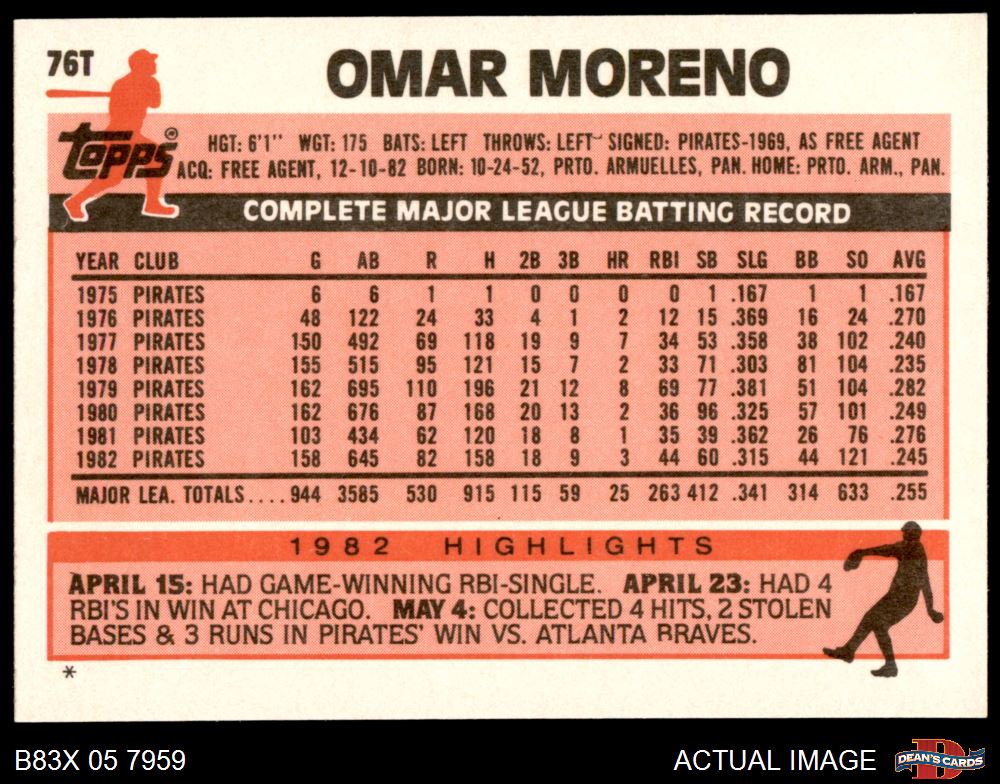 76T
OMAR MORENO
topps®
HGT: 6'1" WGT: 175 BATS: LEFT THROWS: LEFT SIGNED: PIRATES-1969, AS FREE AGENT
ACQ: FREE AGENT, 12-10-82 BORN: 10-24-52, PRTO. ARMUELLES, PAN. HOME: PRTO. ARM., PAN.
COMPLETE MAJOR LEAGUE BATTING RECORD
YEAR CLUB G AB R H 2B 3B HR RBI SB SLG BB SO AVG
1975 PIRATES 6 6 1 1 0 0 0 0 1 .167 1 1 .167
1976 PIRATES 48 122 24 33 4 1 2 12 15 .369 16 24 .270
1977 PIRATES 150 492 69 118 19 9 7 34 53 .358 38 102 .240
1978 PIRATES 155 515 95 121 15 7 2 33 71 .303 81 104 .235
1979 PIRATES 162 695 110 196 21 12 8 69 77 .381 51 104 .282
1980 PIRATES 162 676 87 168 20 13 2 36 96 .325 57 101 .249
1981 PIRATES 103 434 62 120 18 8 1 35 39 .362 26 76 .276
1982 PIRATES 158 645 82 158 18 9 3 44 60 .315 44 121 .245
MAJOR LEA. TOTALS.... 944 3585 530 915 115 59 25 263 412 .341 314 633 .255
1982 HIGHLIGHTS
APRIL 15: HAD GAME-WINNING RBI-SINGLE. APRIL 23: HAD 4
RBI'S IN WIN AT CHICAGO. MAY 4: COLLECTED 4 HITS, 2 STOLEN
BASES & 3 RUNS IN PIRATES' WIN VS. ATLANTA BRAVES.
*
B83X 05 7959
ACTUAL IMAGE
D
DEAN'S CARDS